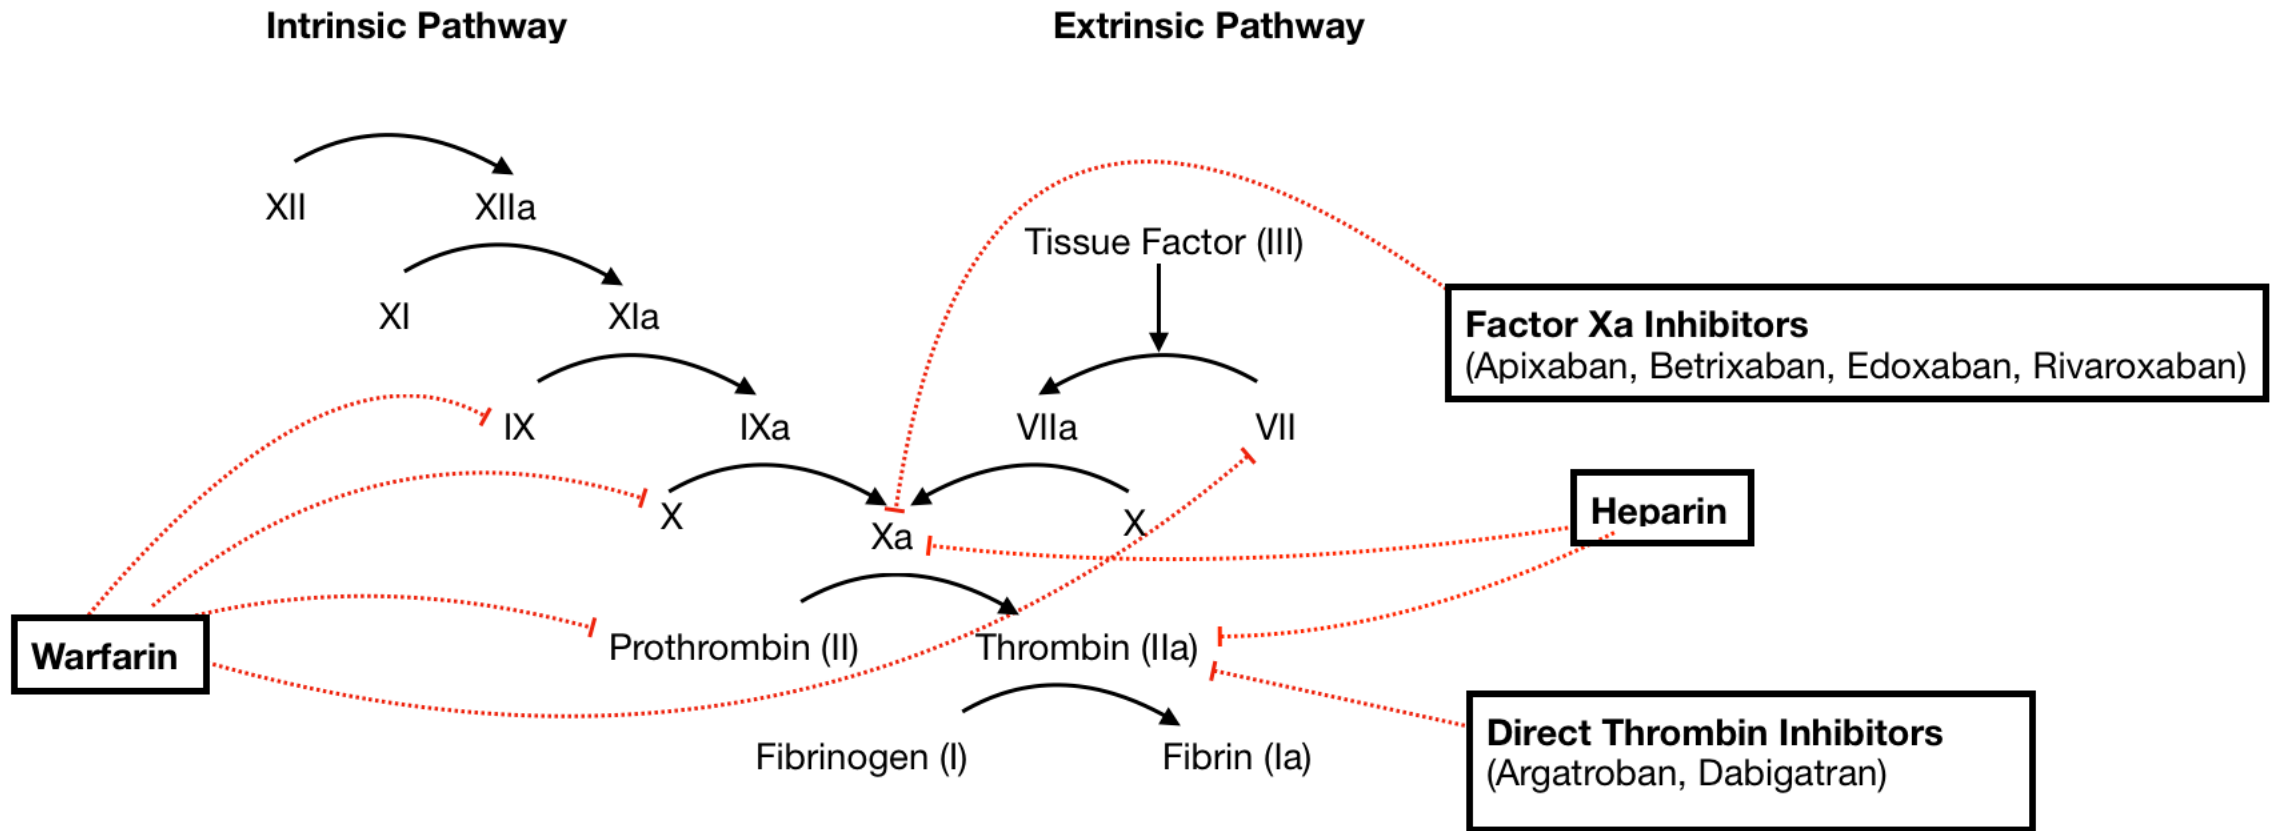 Intrinsic Pathway
Extrinsic Pathway
XII
XIIa
Tissue Factor (III)
XI
XIa
Factor Xa Inhibitors
(Apixaban, Betrixaban, Edoxaban, Rivaroxaban)
IX
IXa
VIIa
VII
X
Xa
X
Heparin
Warfarin
Prothrombin (II)
Thrombin (IIa)
Fibrinogen (I)
Fibrin (Ia)
Direct Thrombin Inhibitors
(Argatroban, Dabigatran)